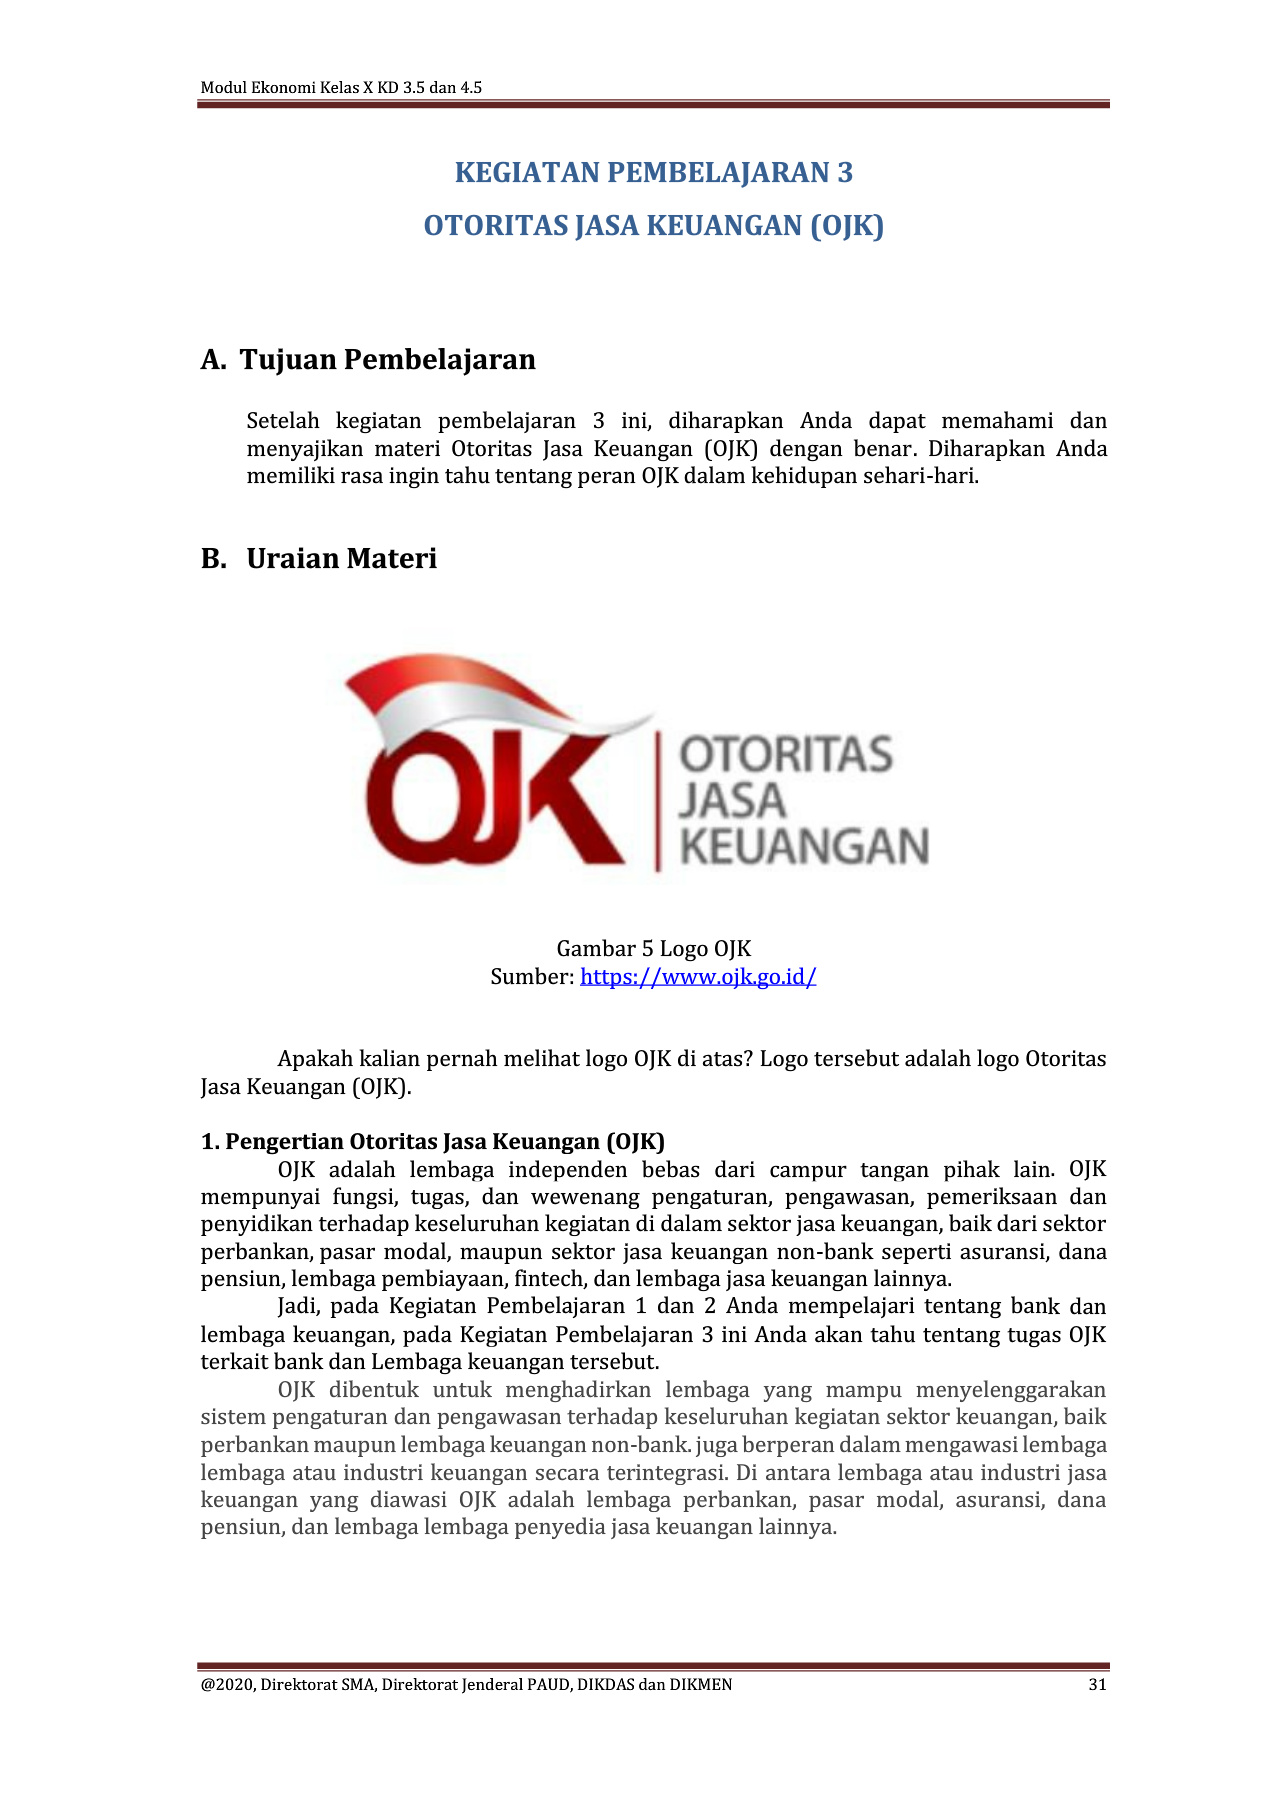 Modul Ekonomi Kelas X KD 3.5 dan 4.5
KEGIATAN PEMBELAJARAN 3
OTORITAS JASA KEUANGAN (OJK)
A. Tujuan Pembelajaran
Setelah kegiatan pembelajaran 3 ini, diharapkan Anda dapat memahami dan
menyajikan materi Otoritas Jasa Keuangan (OJK) dengan benar. Diharapkan Anda
memiliki rasa ingin tahu tentang peran OJK dalam kehidupan sehari-hari.
B. Uraian Materi
OJK
OTORITAS
JASA
KEUANGAN
Gambar 5 Logo OJK
Sumber: https://www.ojk.go.id/
Apakah kalian pernah melihat logo OJK di atas? Logo tersebut adalah logo Otoritas
Jasa Keuangan (OJK).
1. Pengertian Otoritas Jasa Keuangan (OJK)
OJK adalah lembaga independen bebas dari campur tangan pihak lain. OJK
mempunyai fungsi, tugas, dan wewenang pengaturan, pengawasan, pemeriksaan dan
penyidikan terhadap keseluruhan kegiatan di dalam sektor jasa keuangan, baik dari sektor
perbankan, pasar modal, maupun sektor jasa keuangan non-bank seperti asuransi, dana
pensiun, lembaga pembiayaan, fintech, dan lembaga jasa keuangan lainnya.
Jadi, pada Kegiatan Pembelajaran 1 dan 2 Anda mempelajari tentang bank dan
lembaga keuangan, pada Kegiatan Pembelajaran 3 ini Anda akan tahu tentang tugas OJK
terkait bank dan Lembaga keuangan tersebut.
OJK dibentuk untuk menghadirkan lembaga yang mampu menyelenggarakan
sistem pengaturan dan pengawasan terhadap keseluruhan kegiatan sektor keuangan, baik
perbankan maupun lembaga keuangan non-bank. juga berperan dalam mengawasi lembaga
lembaga atau industri keuangan secara terintegrasi. Di antara lembaga atau industri jasa
keuangan yang diawasi OJK adalah lembaga perbankan, pasar modal, asuransi, dana
pensiun, dan lembaga lembaga penyedia jasa keuangan lainnya.
@2020, Direktorat SMA, Direktorat Jenderal PAUD, DIKDAS dan DIKMEN 31